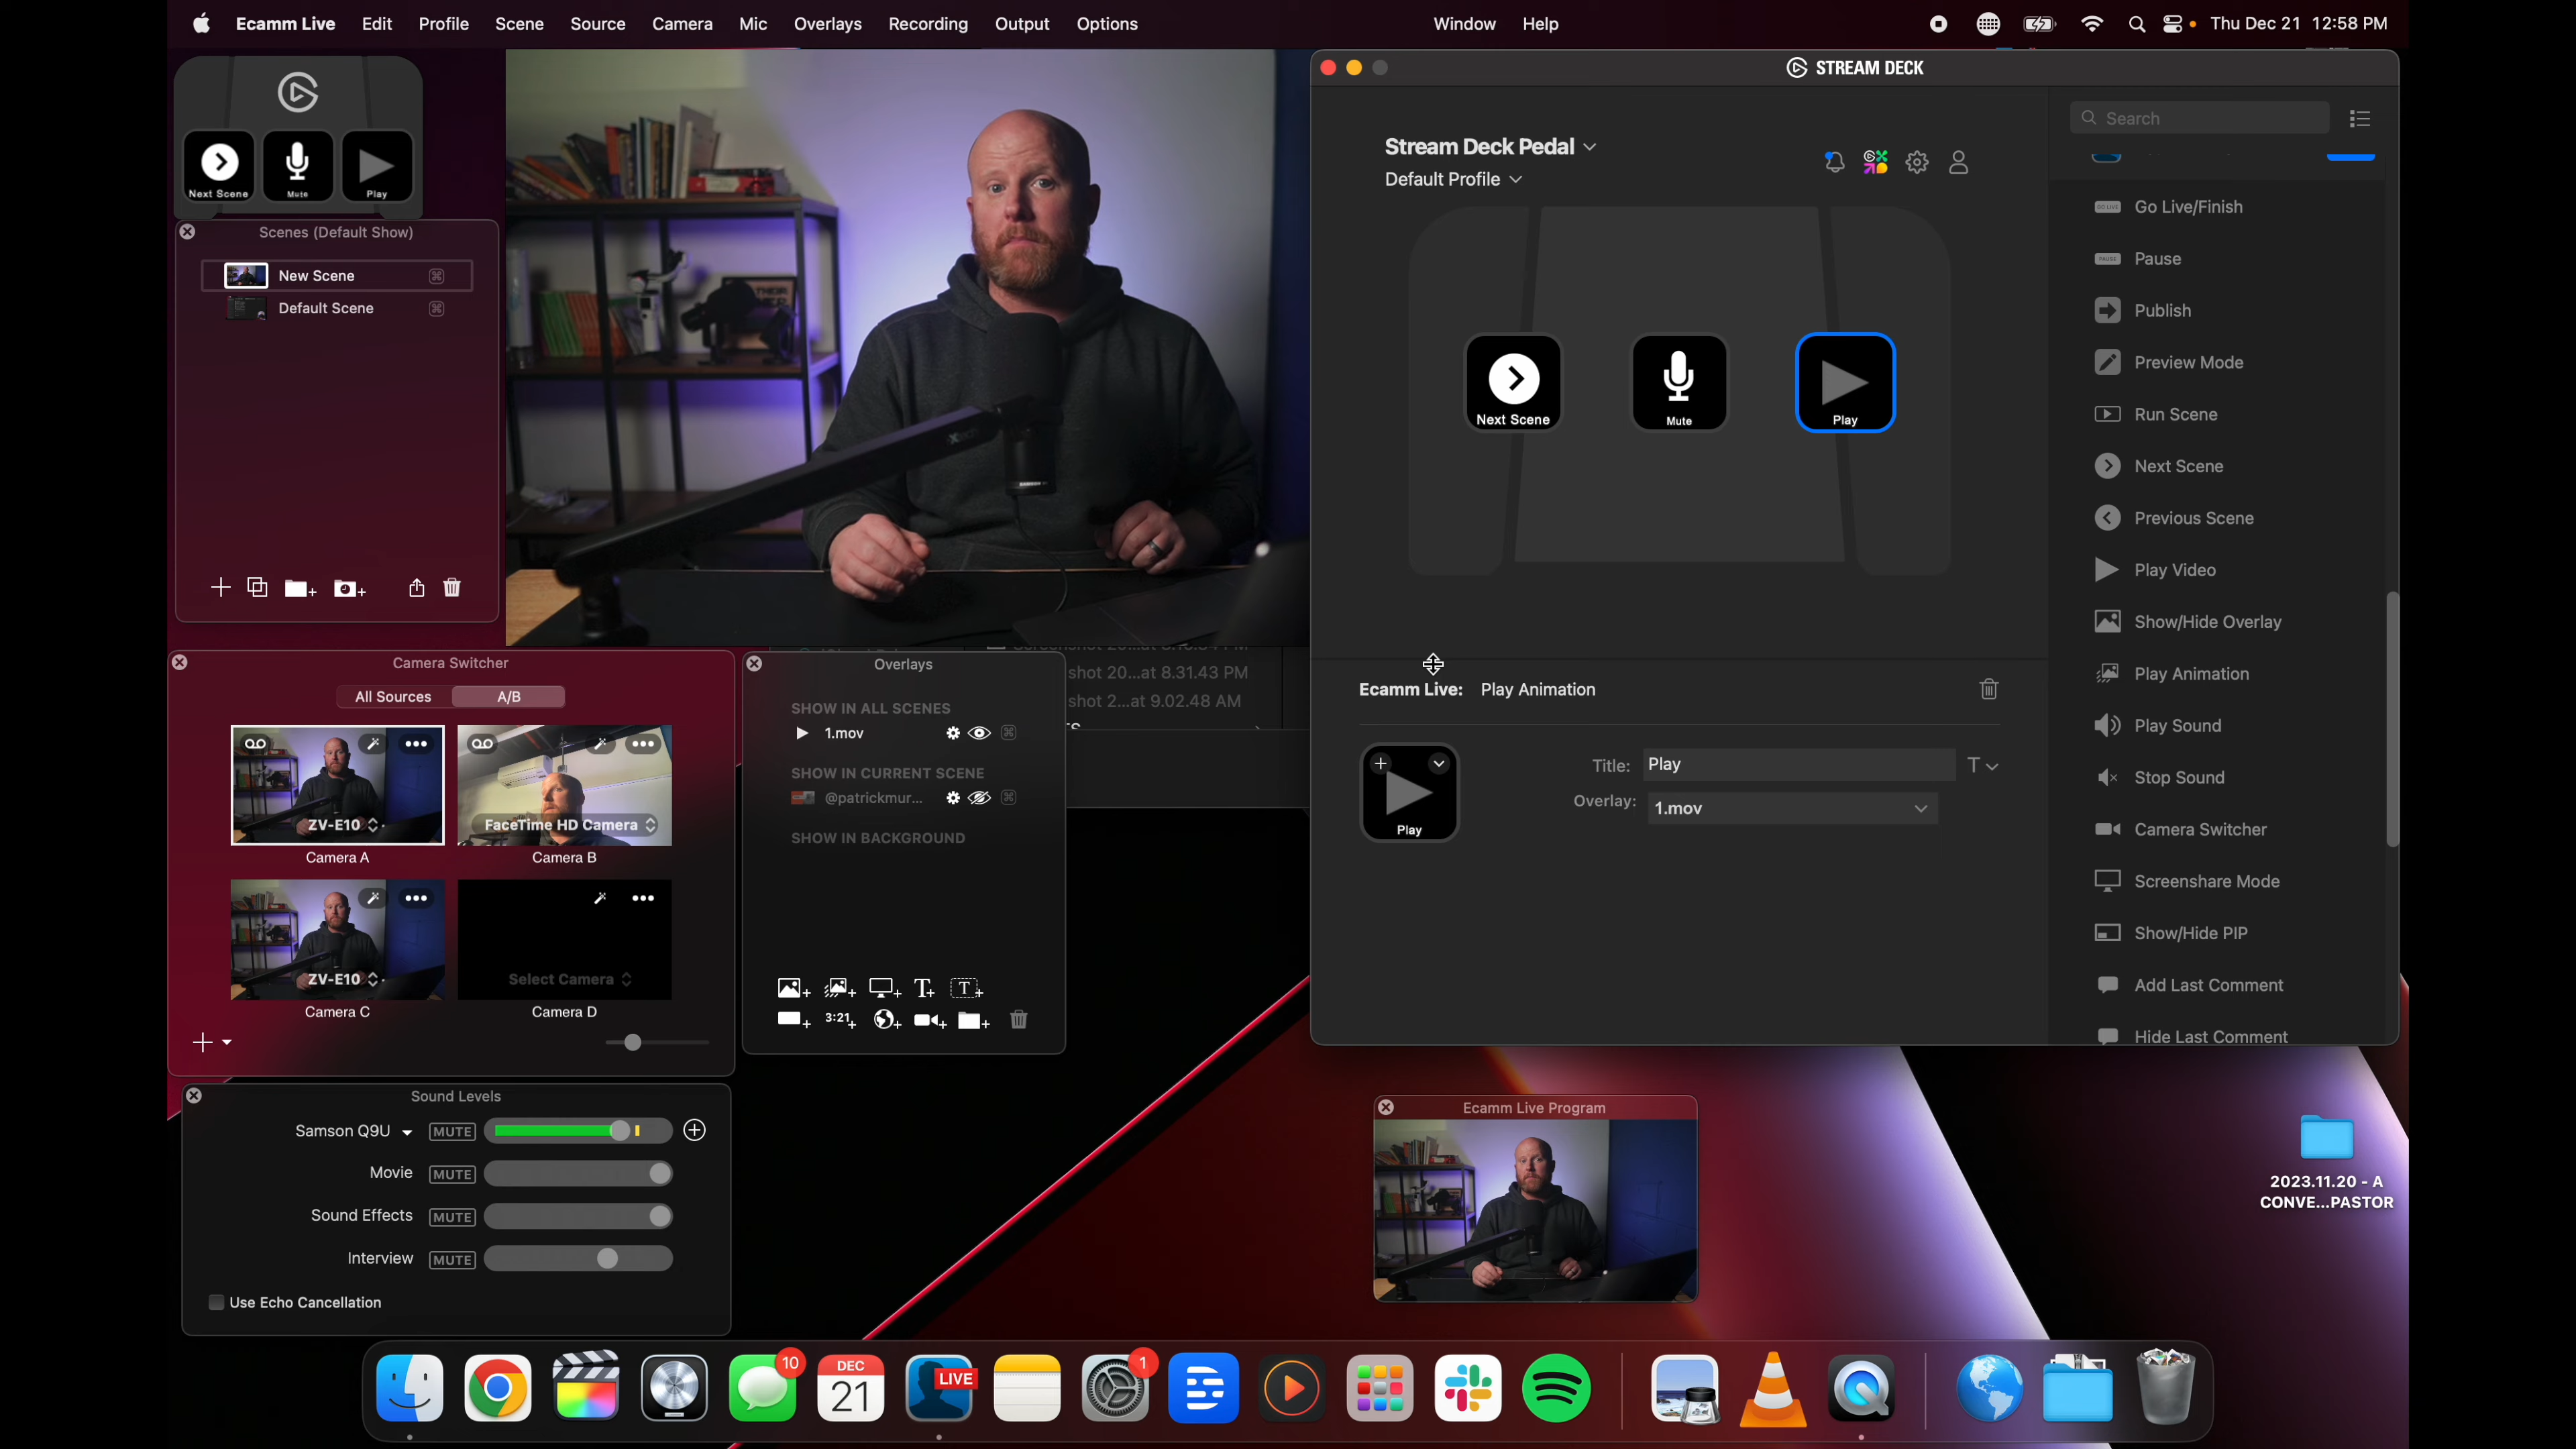 Ecamm Live Edit Profile Scene Source Camera Mic Overlays Recording Output Options Window Help Thu Dec 21 12:58 PM
Next Scene Mute Play
Scenes (Default Show)
New Scene
Default Scene
Camera Switcher
All Sources A/B
ZV-E10
Camera A
FaceTime HD Camera
Camera B
ZV-E10
Camera C
Select Camera
Camera D
Overlays
SHOW IN ALL SCENES
1.mov
SHOW IN CURRENT SCENE
@patrickmur...
SHOW IN BACKGROUND
3:21+
shot 20...at 8.31.43 PM
shot 2...at 9.02.48 AM
Sound Levels
Samson Q9U MUTE
Movie MUTE
Sound Effects MUTE
Interview MUTE
Use Echo Cancellation
STREAM DECK
Stream Deck Pedal
Default Profile
Next Scene Mute Play
Ecamm Live: Play Animation
Play
Title: Play
Overlay: 1.mov
Search
Go Live/Finish
Pause
Publish
Preview Mode
Run Scene
Next Scene
Previous Scene
Play Video
Show/Hide Overlay
Play Animation
Play Sound
Stop Sound
Camera Switcher
Screenshare Mode
Show/Hide PIP
Add Last Comment
Hide Last Comment
Ecamm Live Program
2023.11.20 - A
CONVE...PASTOR
10
DEC
21
LIVE
1